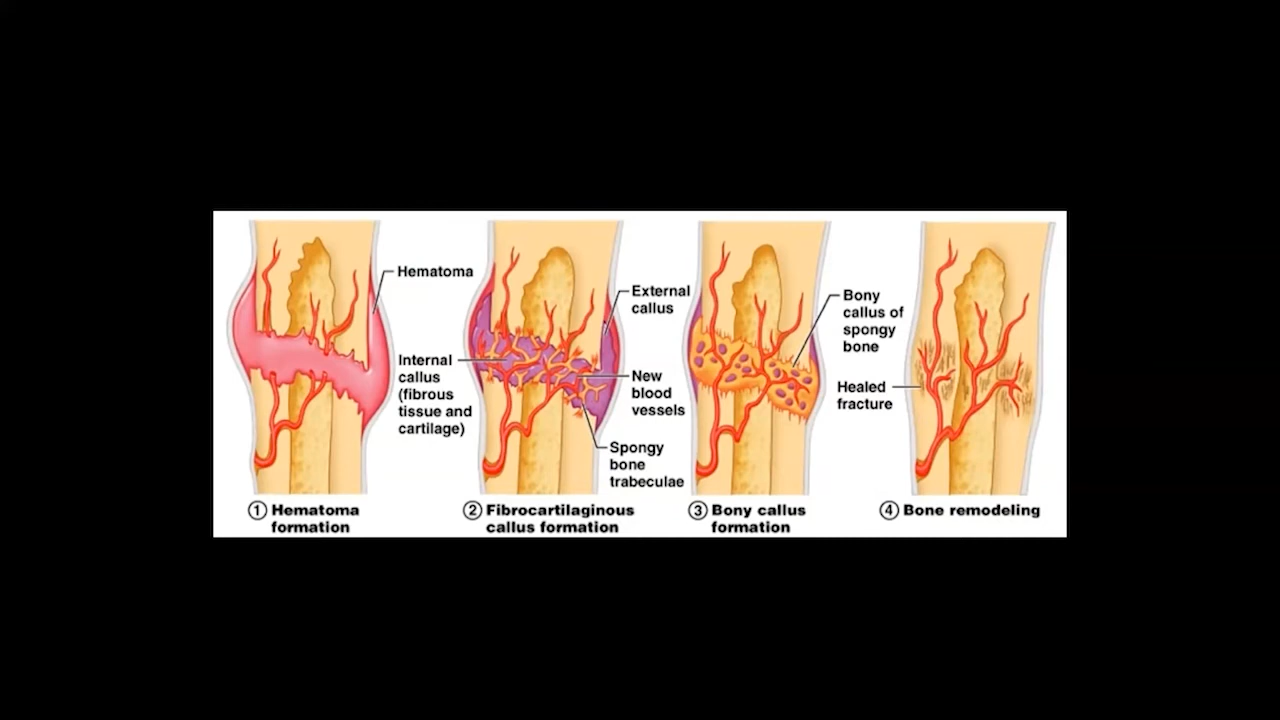 Hematoma
Internal
callus
(fibrous
tissue and
cartilage)
External
callus
New
blood
vessels
Spongy
bone
trabeculae
Bony
callus of
spongy
bone
Healed
fracture
① Hematoma
formation
② Fibrocartilaginous
callus formation
③ Bony callus
formation
④ Bone remodeling